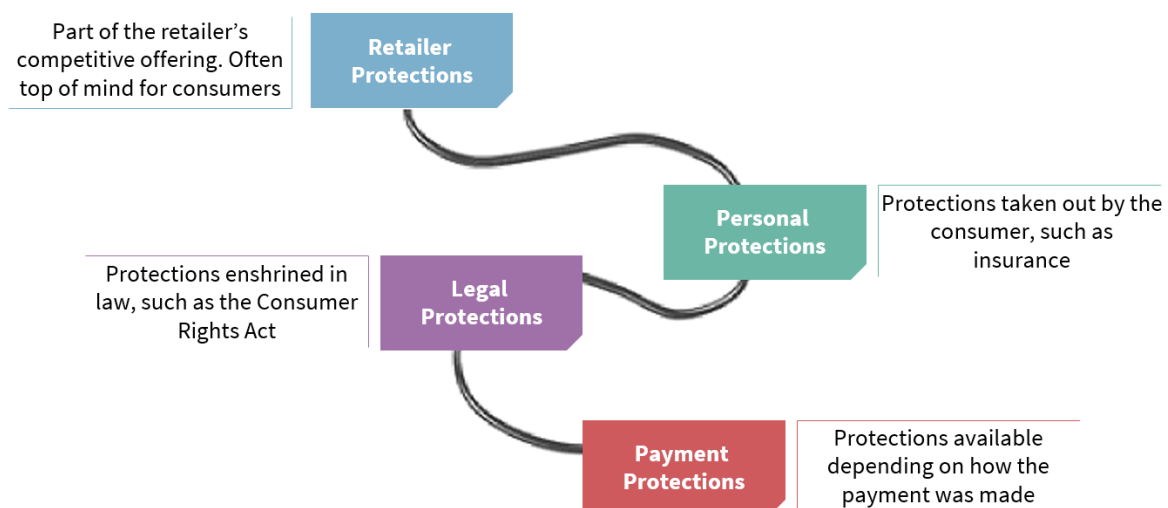 Part of the retailer’s
competitive offering. Often
top of mind for consumers
Retailer
Protections
Personal
Protections
Protections taken out by the
consumer, such as
insurance
Protections enshrined in
law, such as the Consumer
Rights Act
Legal
Protections
Payment
Protections
Protections available
depending on how the
payment was made